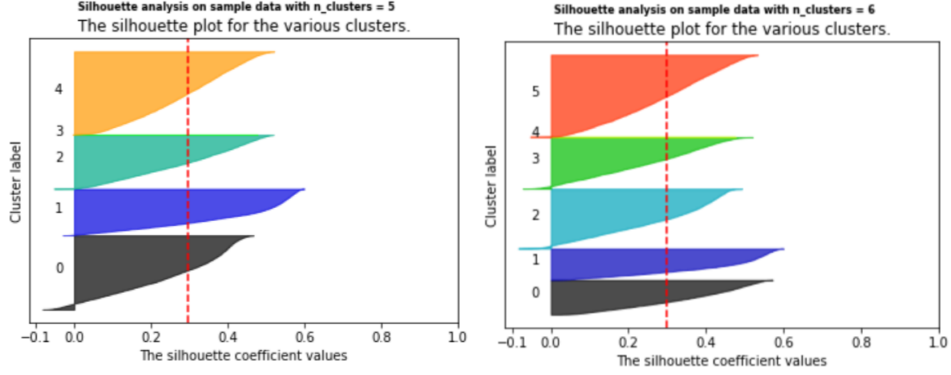 Silhouette analysis on sample data with n_clusters = 5
The silhouette plot for the various clusters.
Cluster label
4
3
2
1
0
−0.1 0.0 0.2 0.4 0.6 0.8 1.0
The silhouette coefficient values
Silhouette analysis on sample data with n_clusters = 6
The silhouette plot for the various clusters.
Cluster label
5
4
3
2
1
0
−0.1 0.0 0.2 0.4 0.6 0.8 1.0
The silhouette coefficient values